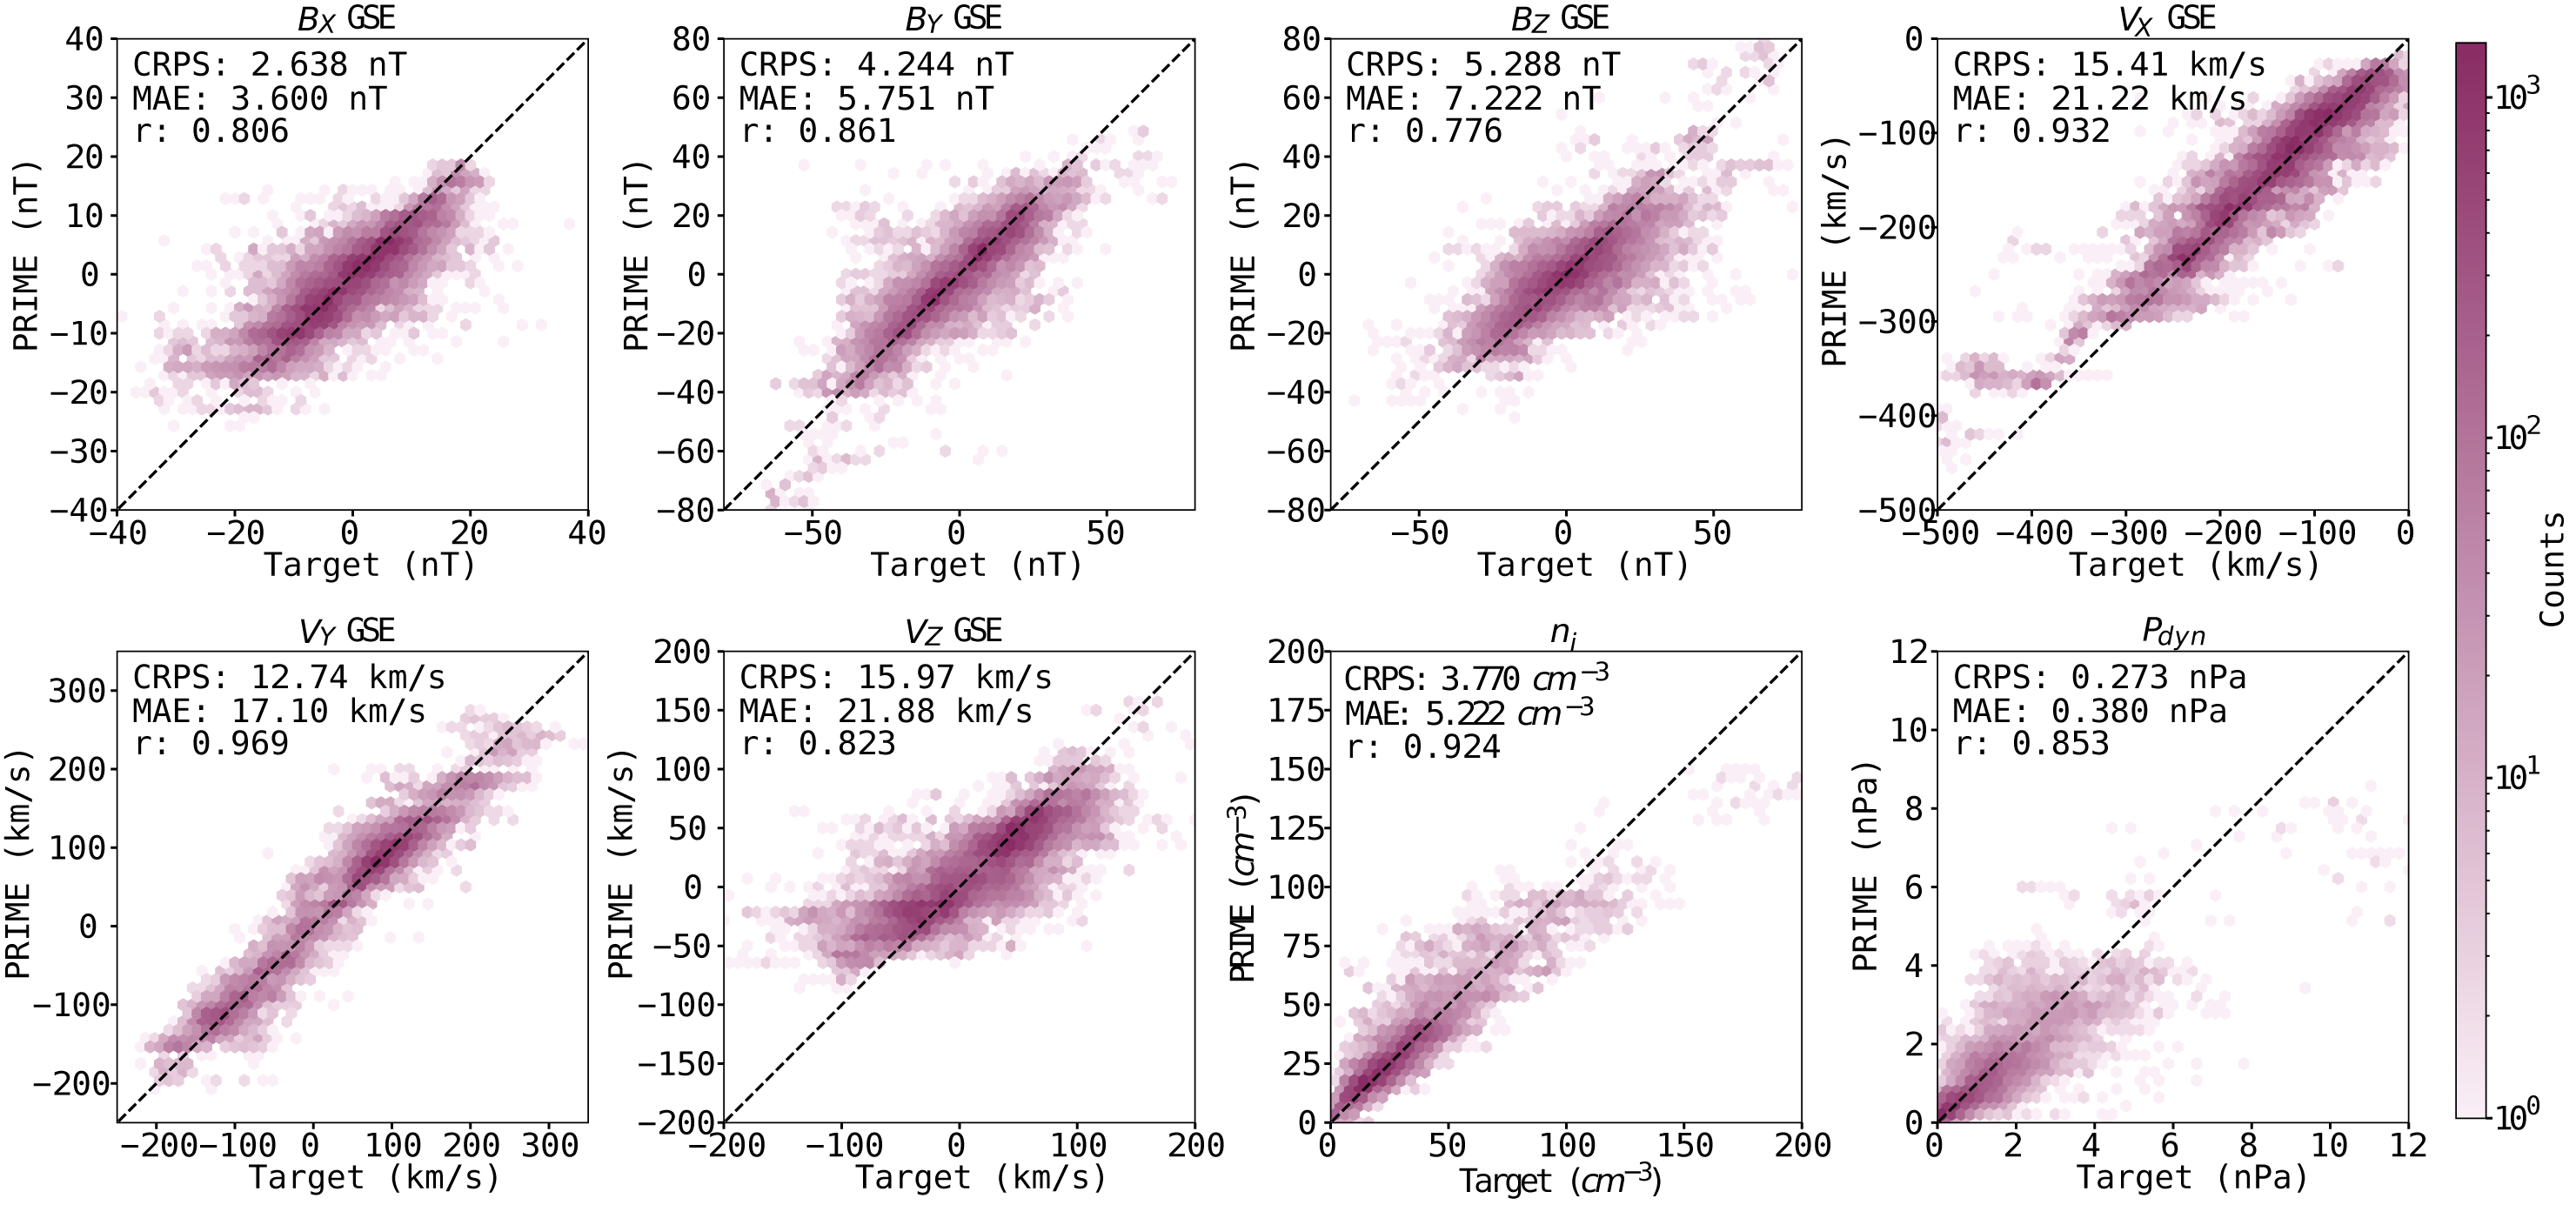 B_X GSE
CRPS: 2.638 nT
MAE: 3.600 nT
r: 0.806
40
30
20
10
0
−10
−20
−30
−40
PRIME (nT)
−40 −20 0 20 40
Target (nT)
B_Y GSE
CRPS: 4.244 nT
MAE: 5.751 nT
r: 0.861
80
60
40
20
0
−20
−40
−60
−80
PRIME (nT)
−50 0 50
Target (nT)
B_Z GSE
CRPS: 5.288 nT
MAE: 7.222 nT
r: 0.776
80
60
40
20
0
−20
−40
−60
−80
PRIME (nT)
−50 0 50
Target (nT)
V_X GSE
CRPS: 15.41 km/s
MAE: 21.22 km/s
r: 0.932
0
−100
−200
−300
−400
−500
PRIME (km/s)
−500 −400 −300 −200 −100 0
Target (km/s)
V_Y GSE
CRPS: 12.74 km/s
MAE: 17.10 km/s
r: 0.969
300
200
100
0
−100
−200
PRIME (km/s)
−200 −100 0 100 200 300
Target (km/s)
V_Z GSE
CRPS: 15.97 km/s
MAE: 21.88 km/s
r: 0.823
200
150
100
50
0
−50
−100
−150
−200
PRIME (km/s)
−200 −100 0 100 200
Target (km/s)
n_i
CRPS: 3.770 cm⁻³
MAE: 5.222 cm⁻³
r: 0.924
200
175
150
125
100
75
50
25
0
PRIME (cm⁻³)
0 50 100 150 200
Target (cm⁻³)
P_dyn
CRPS: 0.273 nPa
MAE: 0.380 nPa
r: 0.853
12
10
8
6
4
2
0
PRIME (nPa)
0 2 4 6 8 10 12
Target (nPa)
10³
10²
10¹
10⁰
Counts